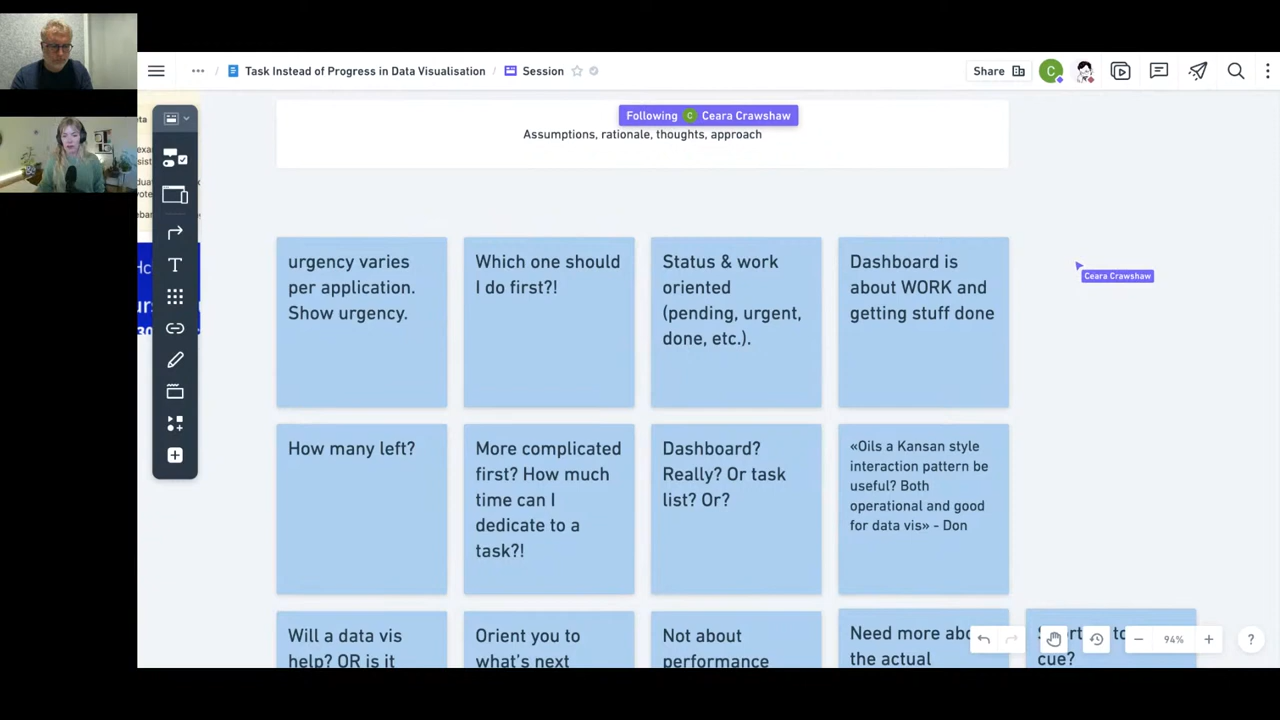 Task Instead of Progress in Data Visualisation / Session
Share
C
Following C Ceara Crawshaw
Assumptions, rationale, thoughts, approach
Ceara Crawshaw
urgency varies
per application.
Show urgency.
Which one should
I do first?!
Status & work
oriented
(pending, urgent,
done, etc.).
Dashboard is
about WORK and
getting stuff done
How many left?
More complicated
first? How much
time can I
dedicate to a
task?!
Dashboard?
Really? Or task
list? Or?
«Oils a Kansan style
interaction pattern be
useful? Both
operational and good
for data vis» - Don
Will a data vis
help? OR is it
Orient you to
what's next
Not about
performance
Need more abo
the actual
cue?
94%